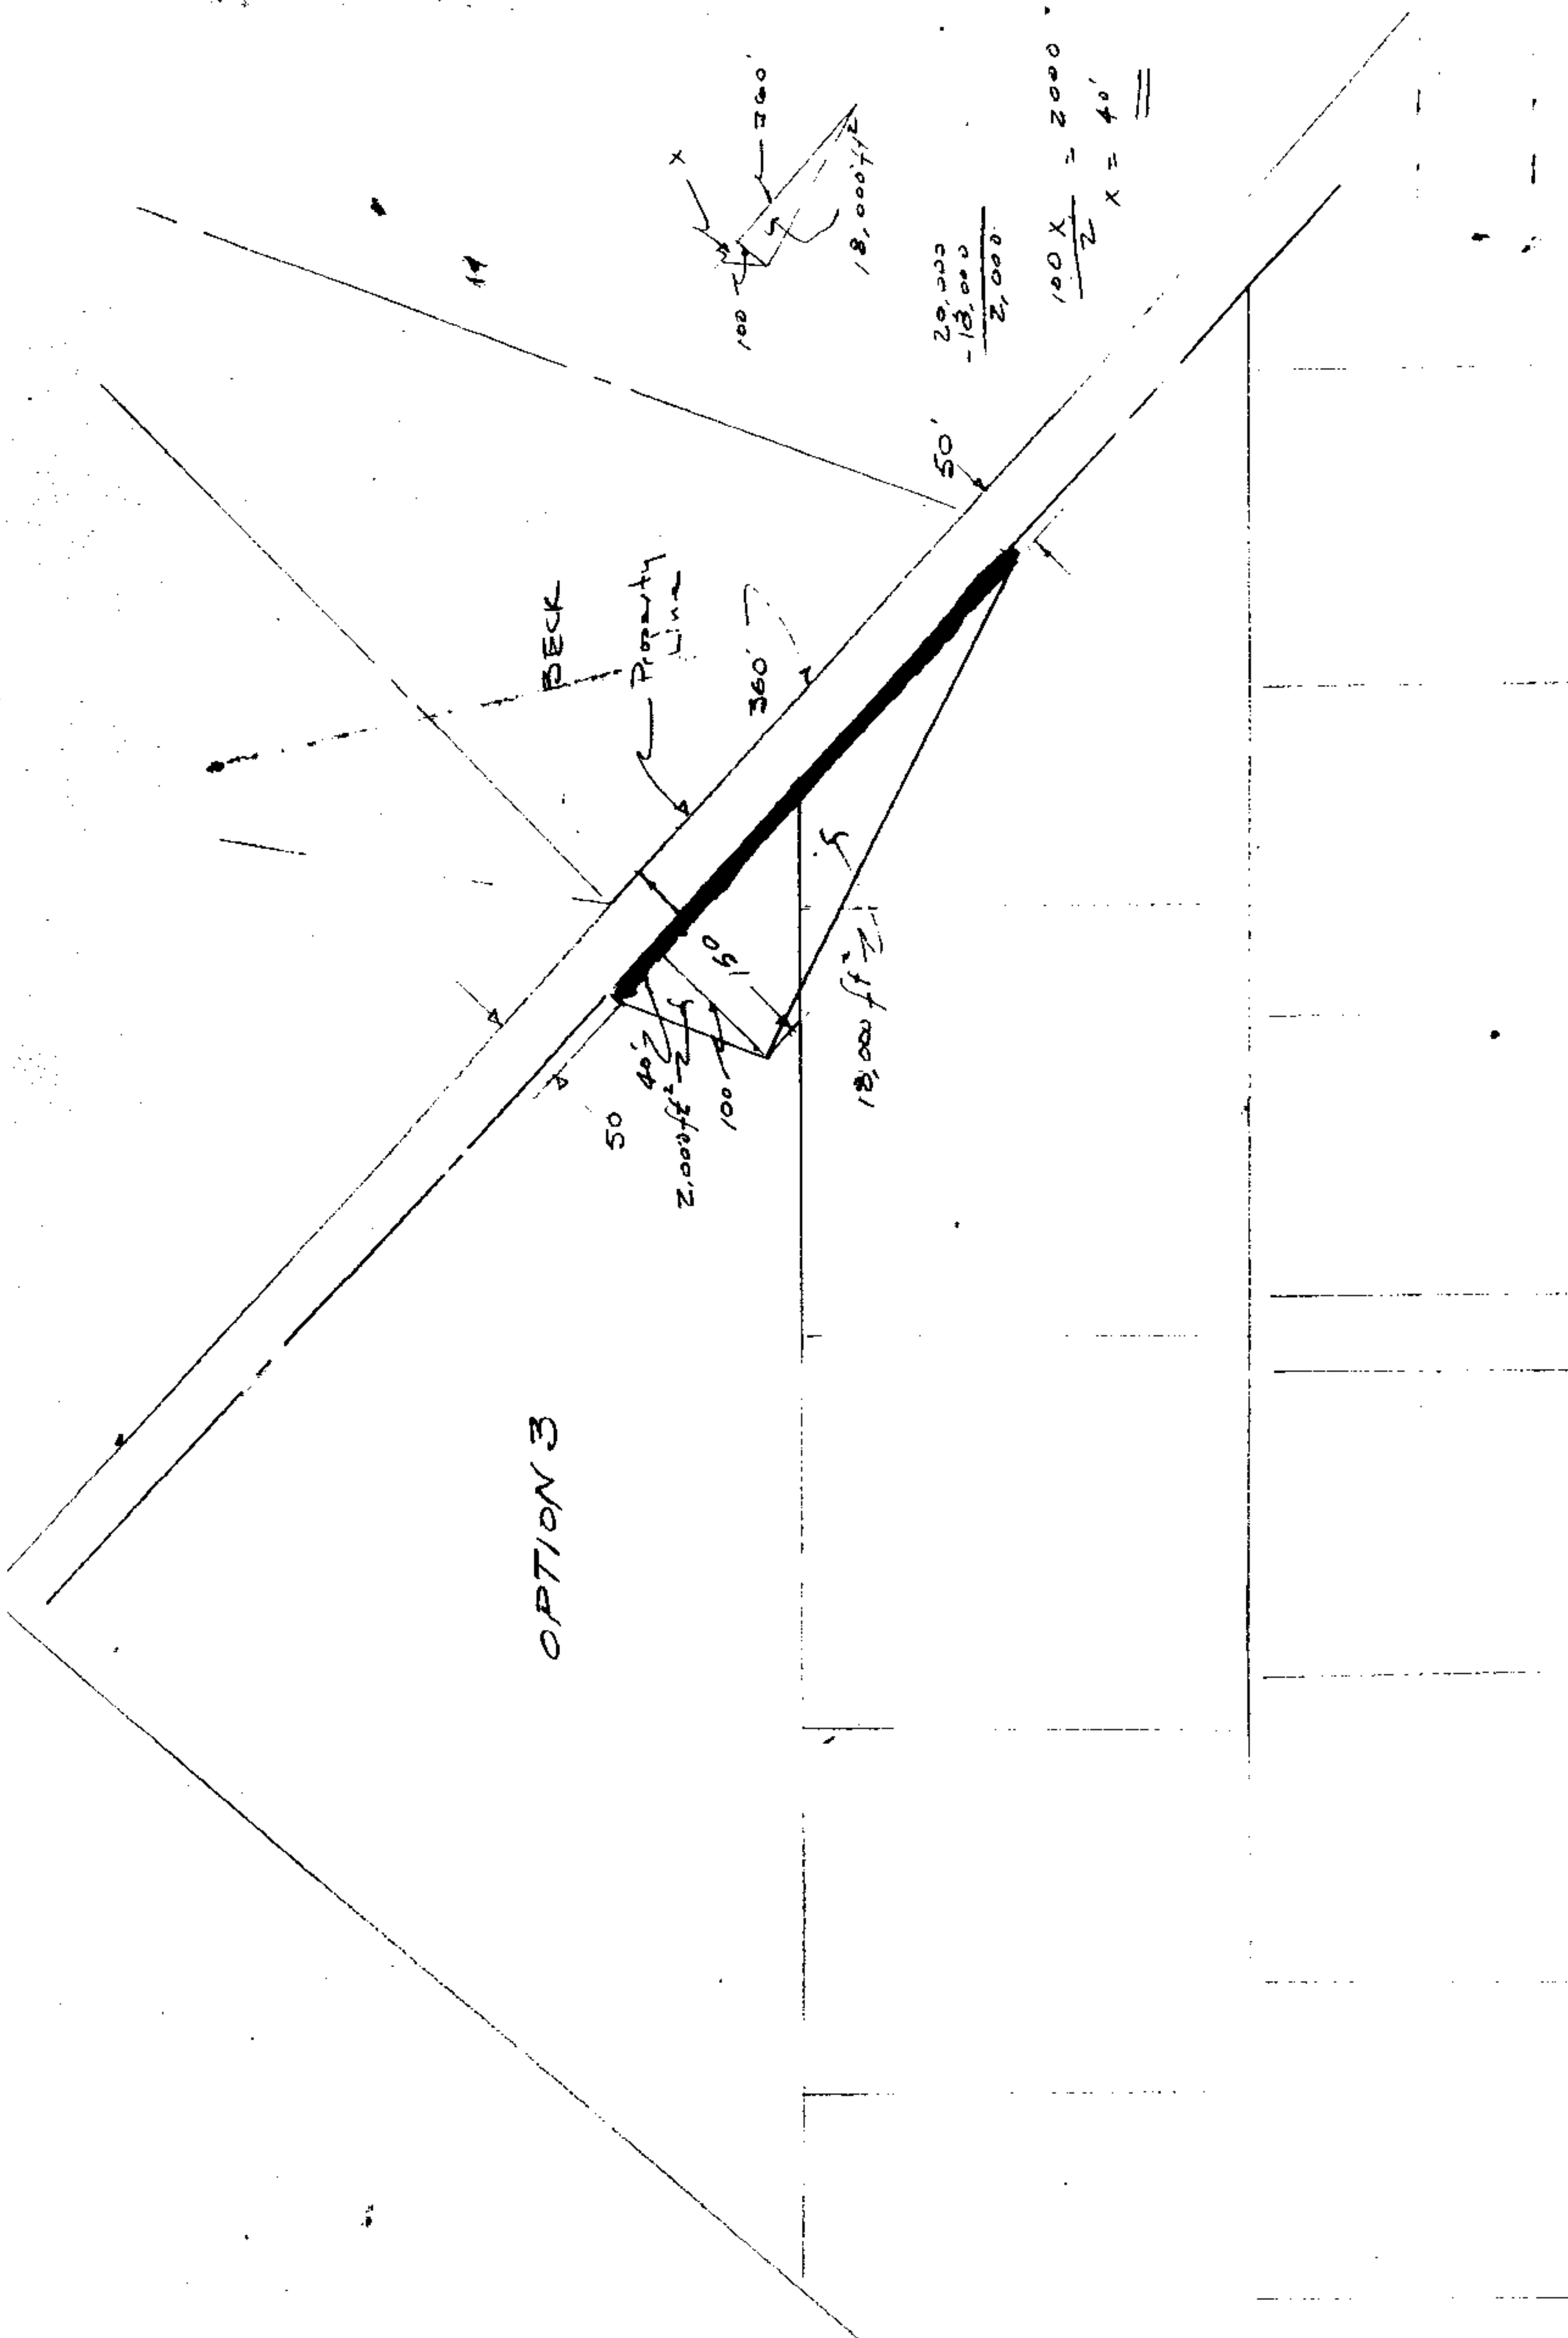 OPTION 3
50
40'
2,000 ft²
100
150
18,000 ft²
BECK
Property
Line
360'
50'
x
100
360'
18,000 ft²
20,000
-18,000
2,000
100 x / 2 = 2000
x = 40'